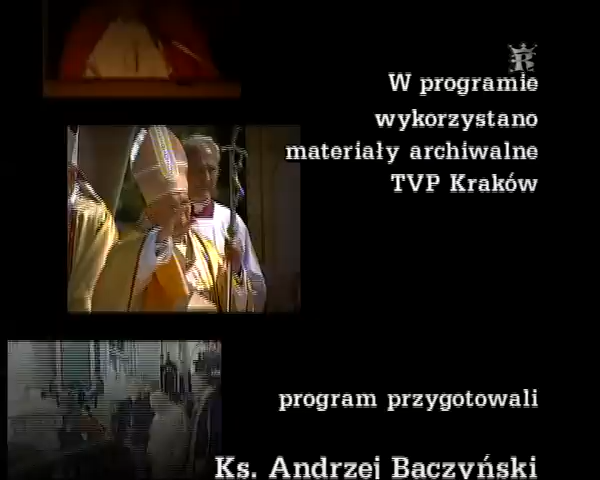 R
W programie
wykorzystano
materiały archiwalne
TVP Kraków
program przygotowali
Ks. Andrzej Baczyński